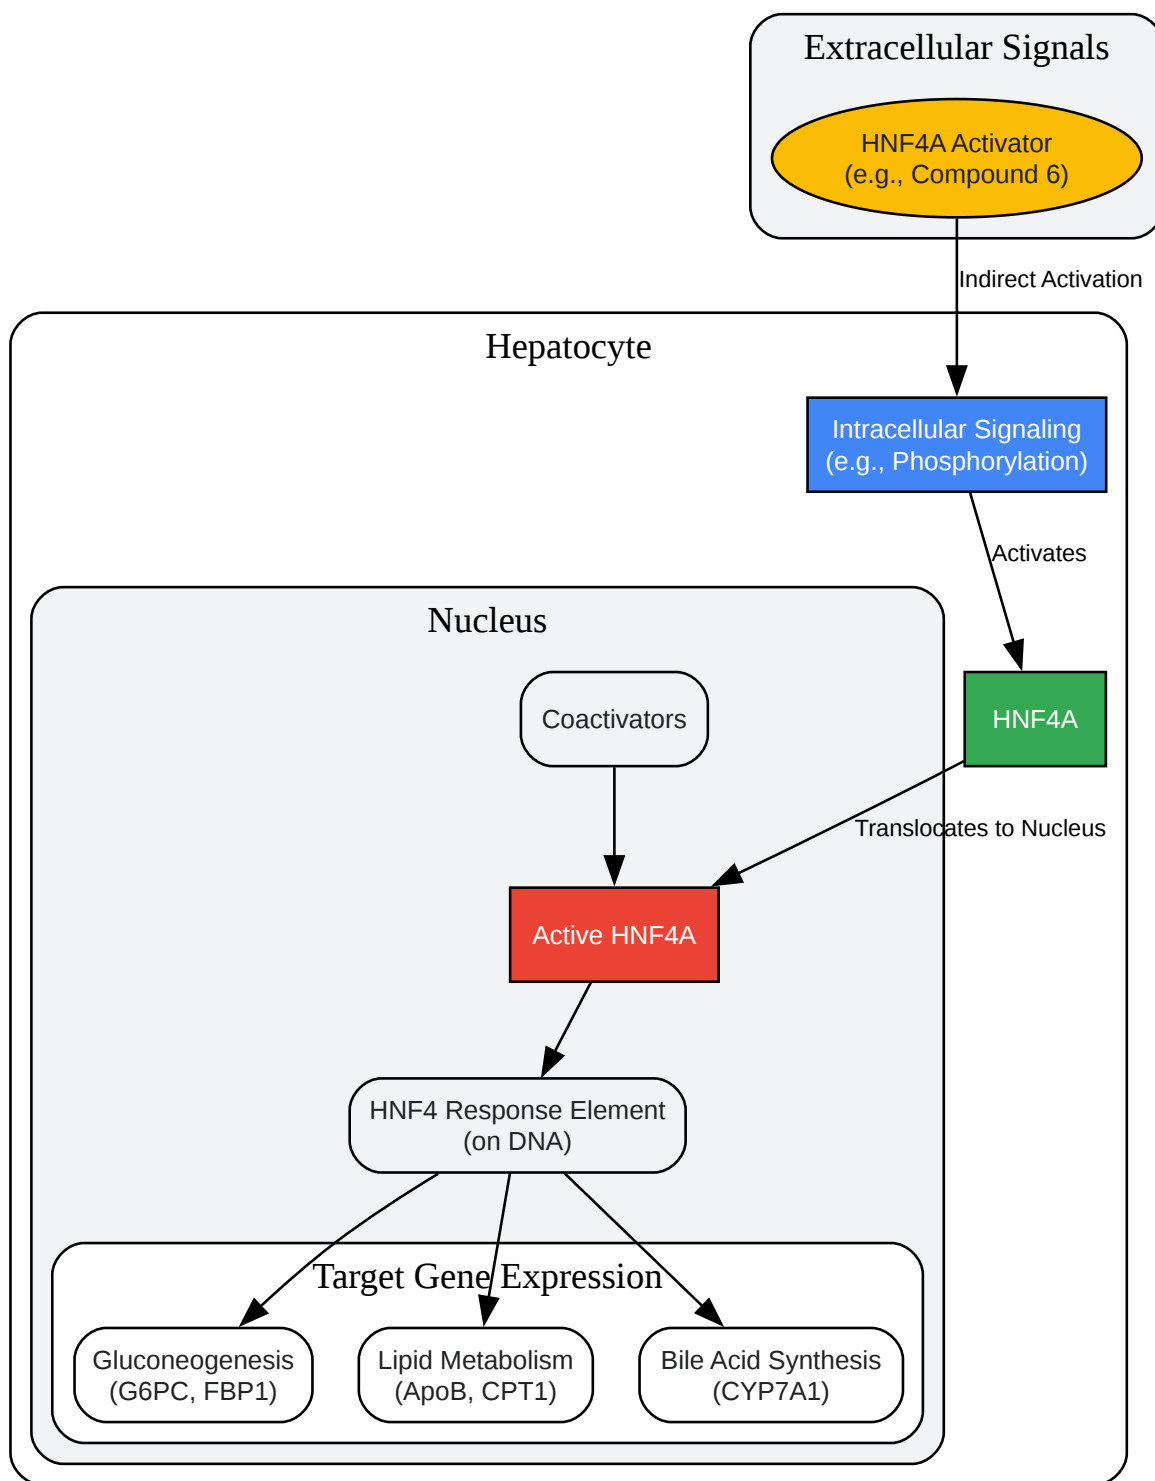 Extracellular Signals
HNF4A Activator
(e.g., Compound 6)
Indirect Activation
Hepatocyte
Intracellular Signaling
(e.g., Phosphorylation)
Activates
Nucleus
Coactivators
HNF4A
Translocates to Nucleus
Active HNF4A
HNF4 Response Element
(on DNA)
Target Gene Expression
Gluconeogenesis
(G6PC, FBP1)
Lipid Metabolism
(ApoB, CPT1)
Bile Acid Synthesis
(CYP7A1)